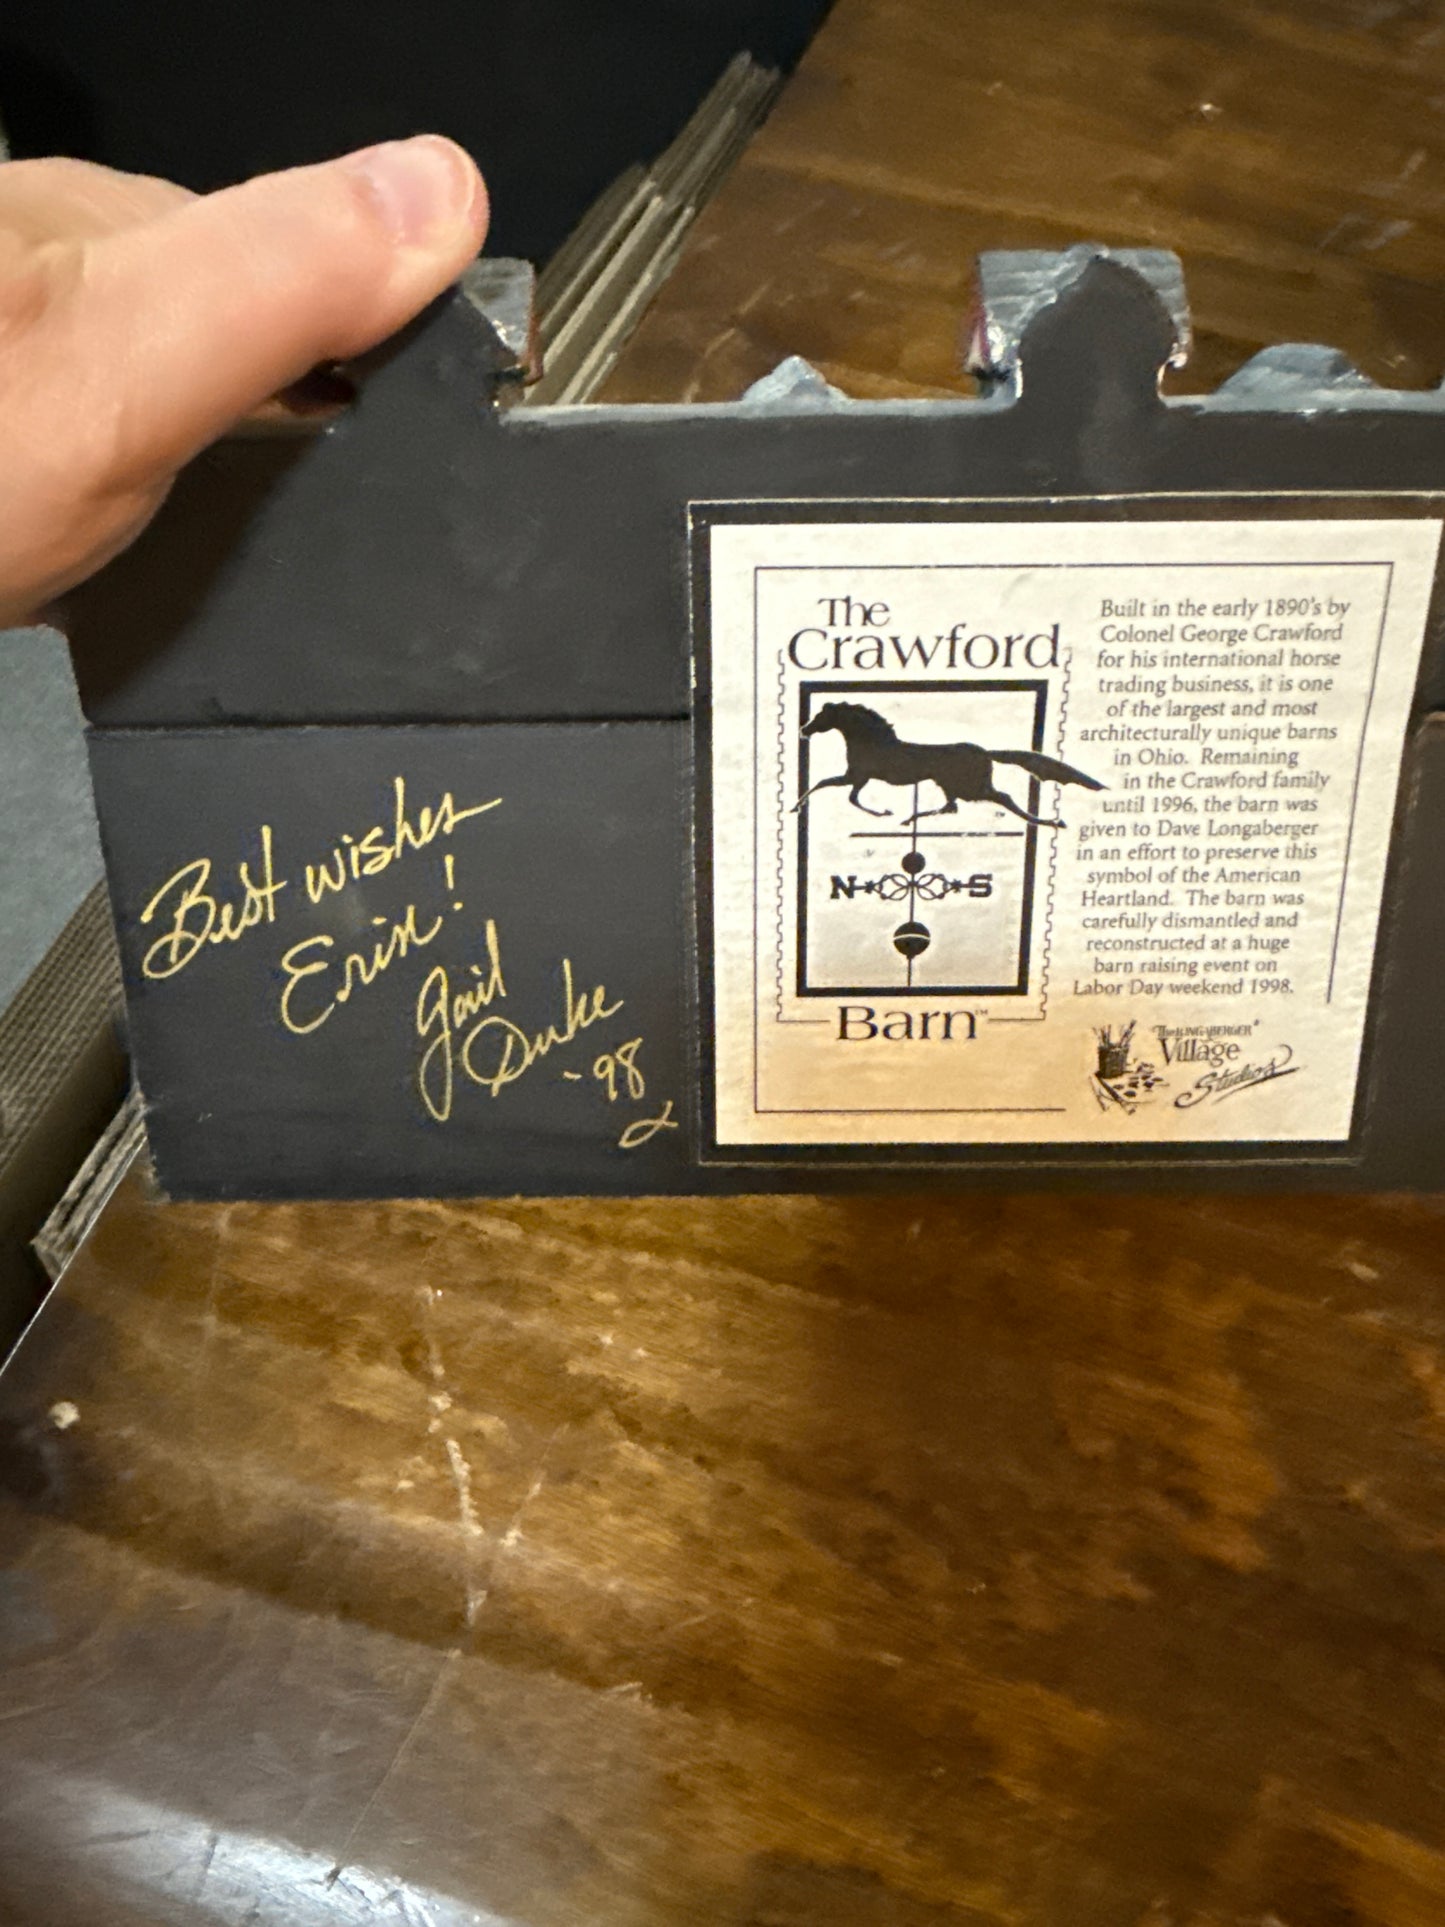 Best wishes
Erin!
Gail
Duke
-98
The
Crawford
N S
Barn™
Built in the early 1890's by
Colonel George Crawford
for his international horse
trading business, it is one
of the largest and most
architecturally unique barns
in Ohio. Remaining
in the Crawford family
until 1996, the barn was
given to Dave Longaberger
in an effort to preserve this
symbol of the American
Heartland. The barn was
carefully dismantled and
reconstructed at a huge
barn raising event on
Labor Day weekend 1998.
The LONGABERGER®
Village
Studios